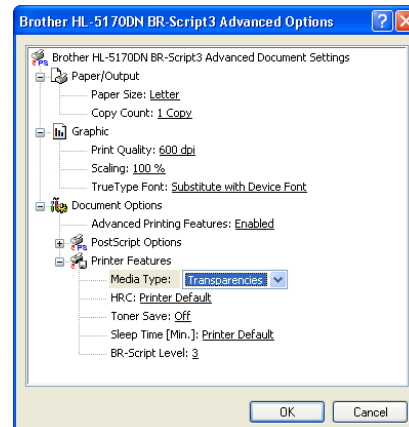 Brother HL-5170DN BR-Script3 Advanced Options
Brother HL-5170DN BR-Script3 Advanced Document Settings
Paper/Output
Paper Size: Letter
Copy Count: 1 Copy
Graphic
Print Quality: 600 dpi
Scaling: 100 %
TrueType Font: Substitute with Device Font
Document Options
Advanced Printing Features: Enabled
PostScript Options
Printer Features
Media Type: Transparencies
HRC: Printer Default
Toner Save: Off
Sleep Time [Min.]: Printer Default
BR-Script Level: 3
OK Cancel